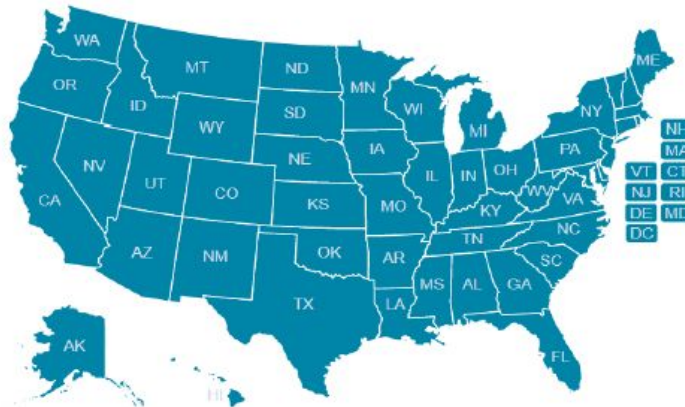 WA
MT
ND
MN
ME
OR
ID
SD
WI
NY
WY
MI
NH
IA
PA
MA
NE
NV
UT
CO
IL
IN
OH
WV
VT
CT
KS
MO
KY
VA
NJ
RI
CA
DE
MD
TN
NC
DC
AZ
NM
OK
AR
SC
MS
AL
GA
TX
LA
AK
FL
HI